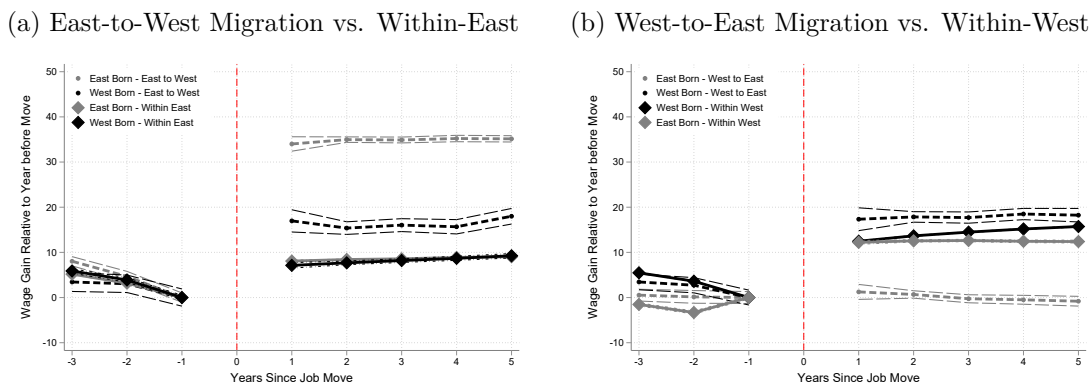 (a) East-to-West Migration vs. Within-East
Wage Gain Relative to Year before Move
50
40
30
20
10
0
-10
East Born - East to West
West Born - East to West
East Born - Within East
West Born - Within East
-3 -2 -1 0 1 2 3 4 5
Years Since Job Move
(b) West-to-East Migration vs. Within-West
Wage Gain Relative to Year before Move
50
40
30
20
10
0
-10
East Born - West to East
West Born - West to East
West Born - Within West
East Born - Within West
-3 -2 -1 0 1 2 3 4 5
Years Since Job Move